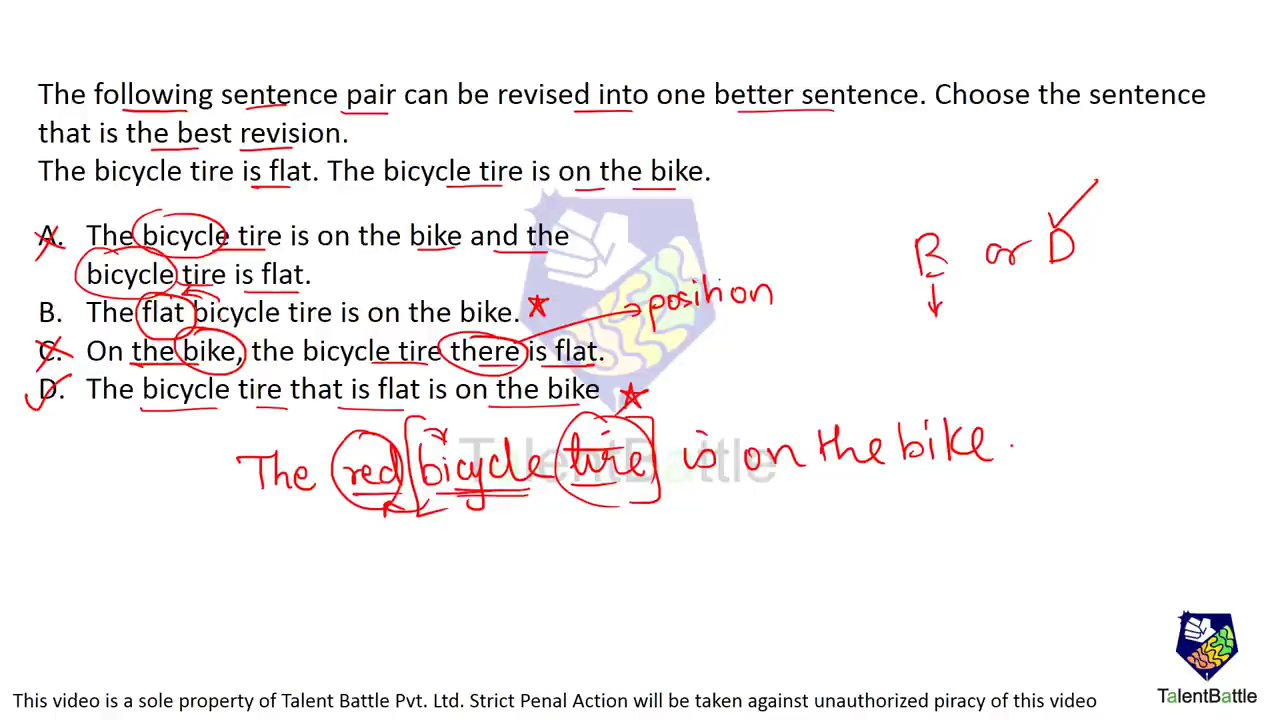 The following sentence pair can be revised into one better sentence. Choose the sentence
that is the best revision.
The bicycle tire is flat. The bicycle tire is on the bike.
A. The bicycle tire is on the bike and the
bicycle tire is flat.
B or D
B. The flat bicycle tire is on the bike.
position
C. On the bike, the bicycle tire there is flat.
D. The bicycle tire that is flat is on the bike
The red [bicycle tire] is on the bike.
TalentBattle
TalentBattle
This video is a sole property of Talent Battle Pvt. Ltd. Strict Penal Action will be taken against unauthorized piracy of this video